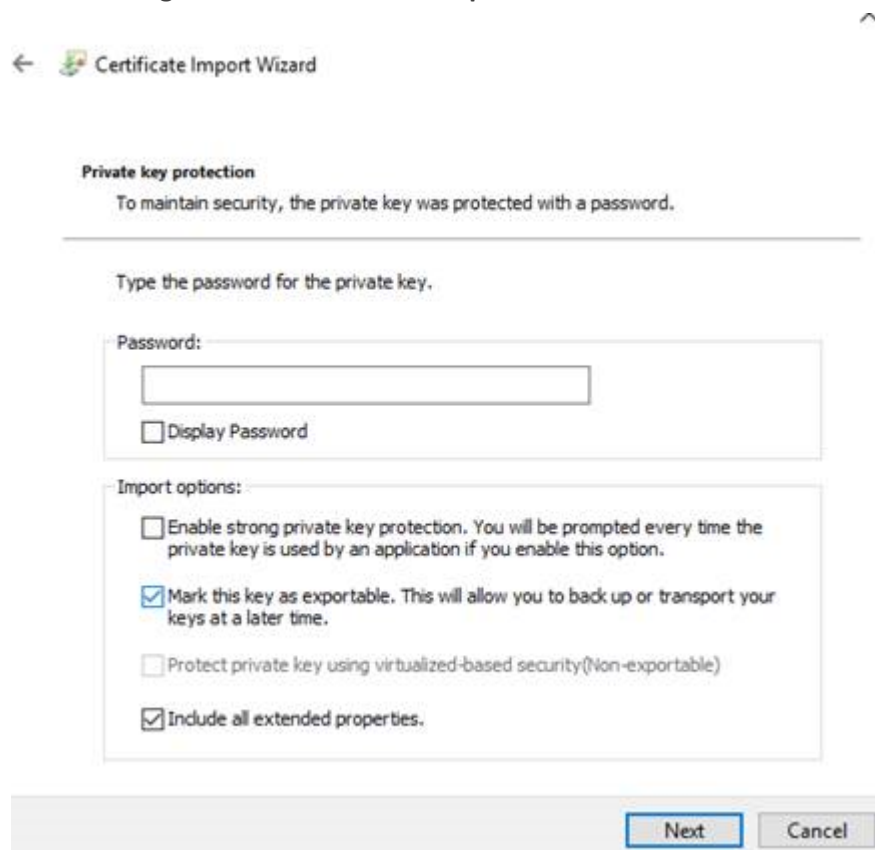 Certificate Import Wizard
Private key protection
To maintain security, the private key was protected with a password.
Type the password for the private key.
Password:
Display Password
Import options:
Enable strong private key protection. You will be prompted every time the
private key is used by an application if you enable this option.
Mark this key as exportable. This will allow you to back up or transport your
keys at a later time.
Protect private key using virtualized-based security(Non-exportable)
Include all extended properties.
Next Cancel